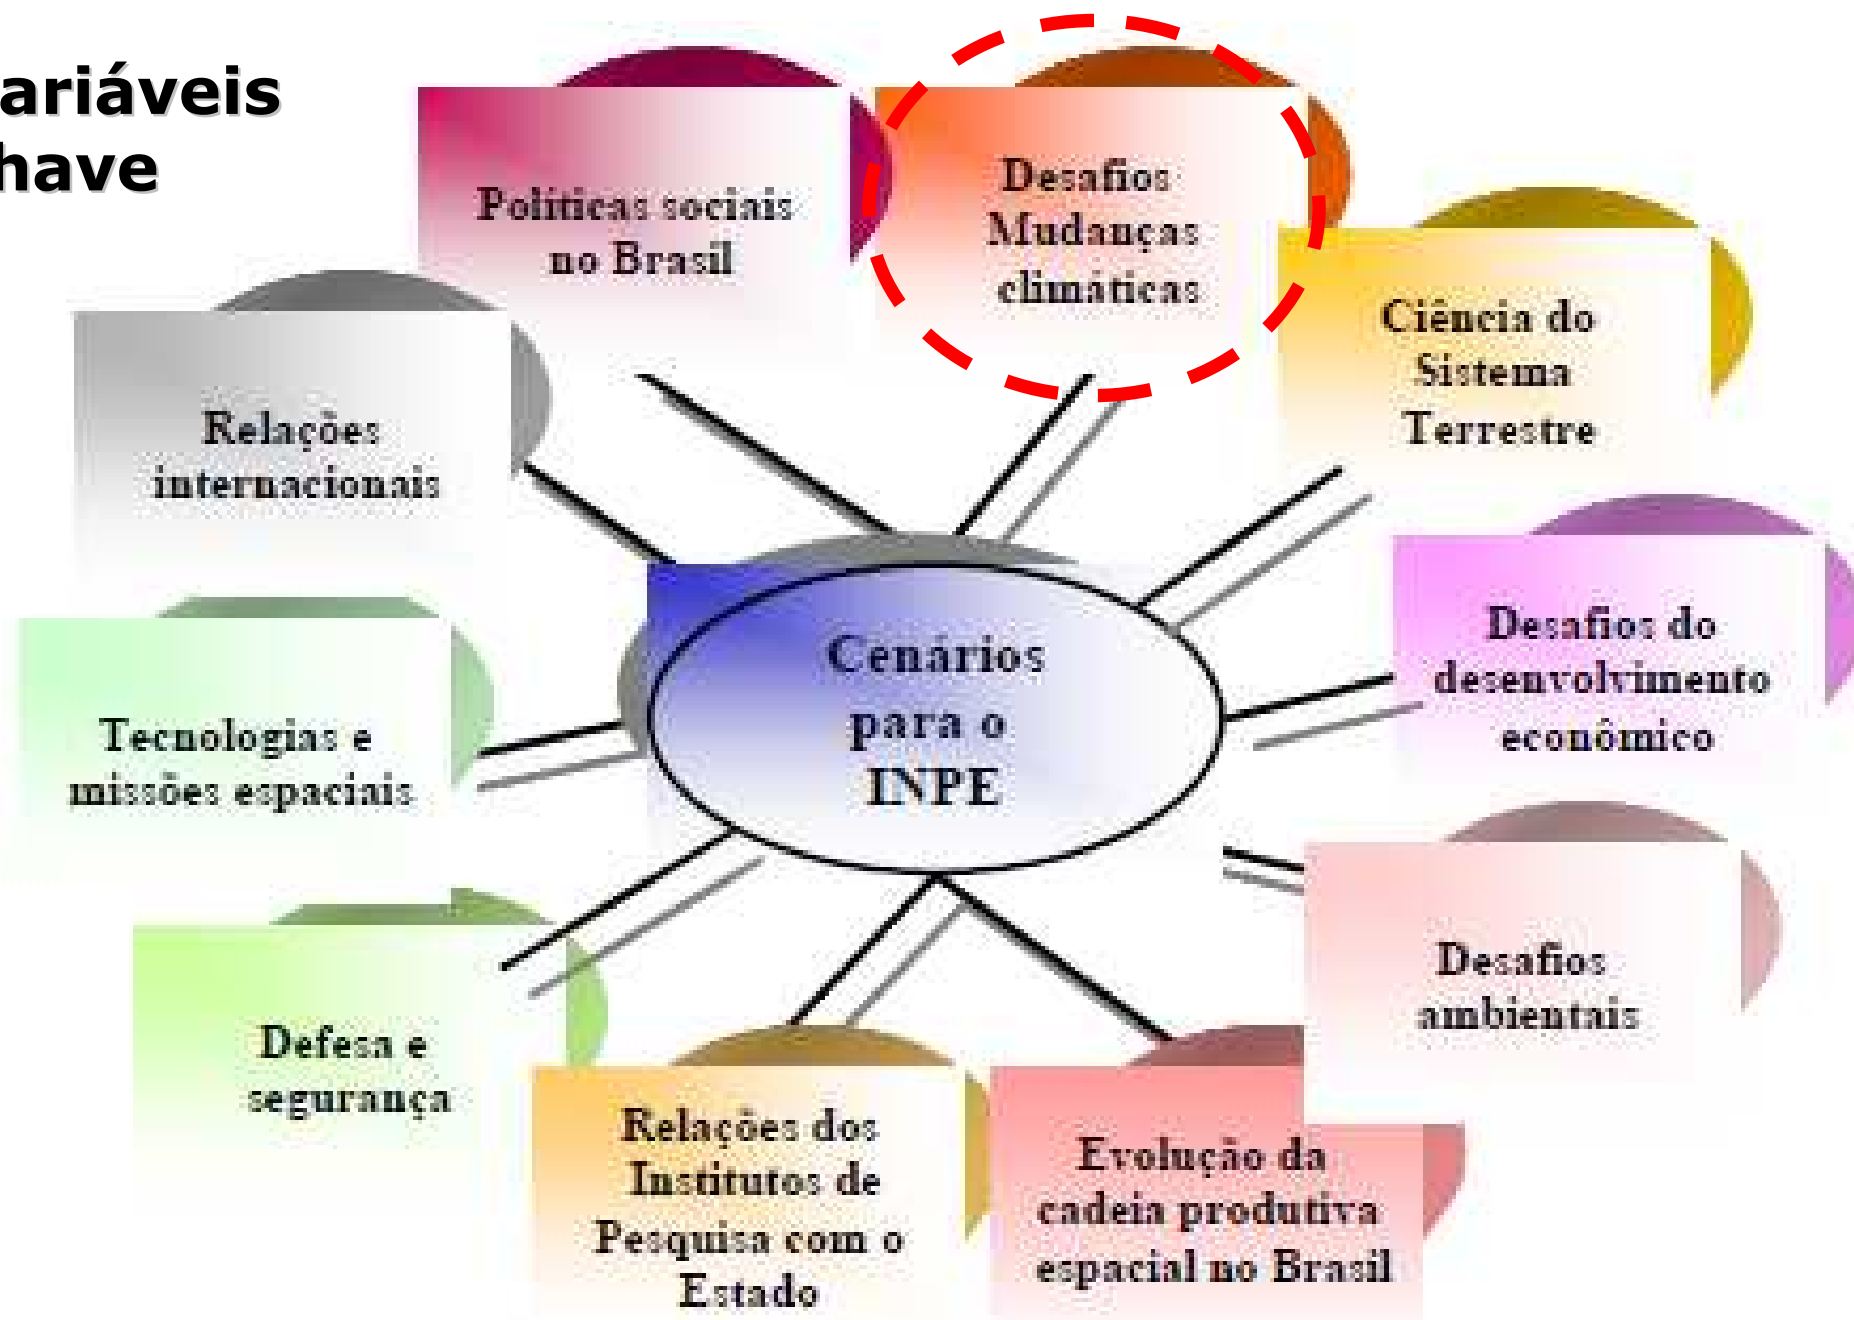 ariáveis
have
Políticas sociais
no Brasil
Desafios
Mudanças
climáticas
Ciência do
Sistema
Terrestre
Relações
internacionais
Desafios do
desenvolvimento
econômico
Cenários
para o
INPE
Tecnologias e
missões espaciais
Desafios
ambientais
Defesa e
segurança
Relações dos
Institutos de
Pesquisa com o
Estado
Evolução da
cadeia produtiva
espacial no Brasil